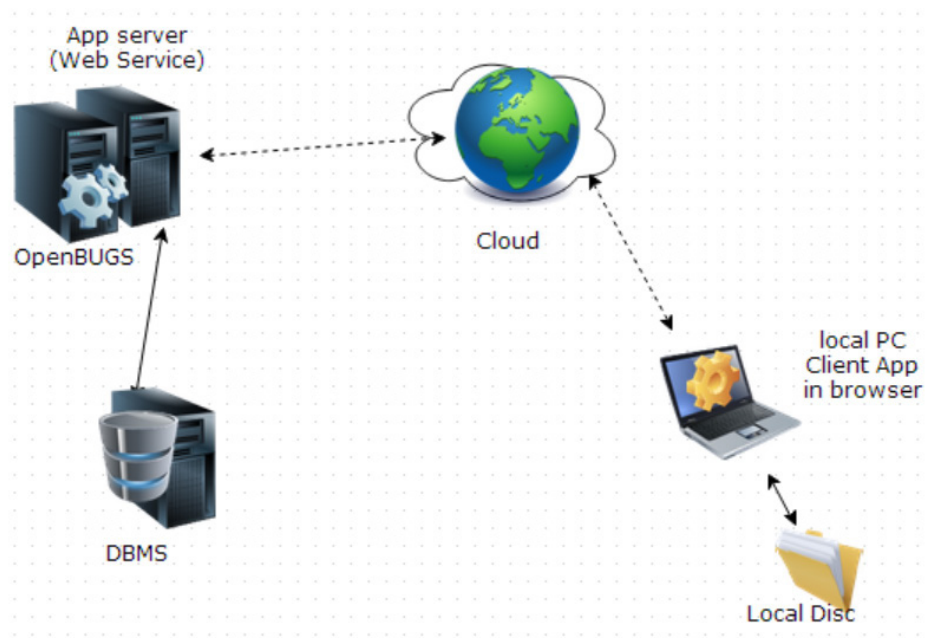 App server
(Web Service)
OpenBUGS
Cloud
local PC
Client App
in browser
DBMS
Local Disc